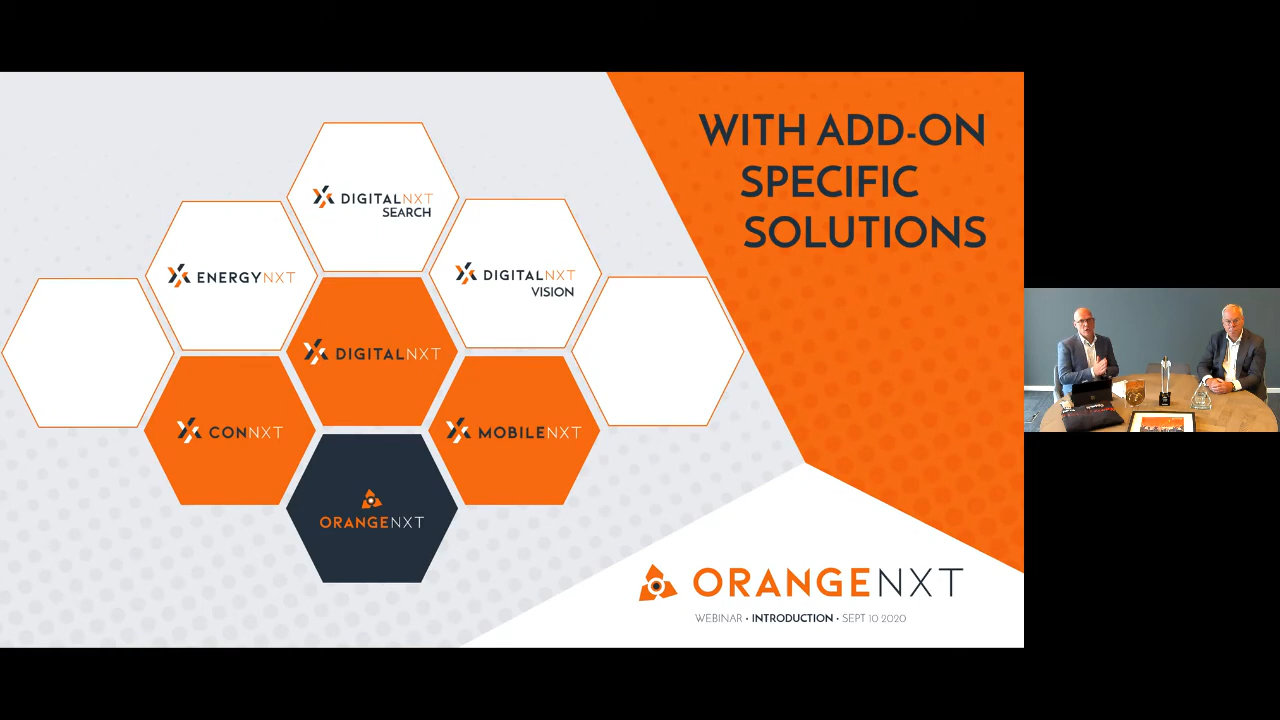 WITH ADD-ON
SPECIFIC
SOLUTIONS
DIGITALNXT
SEARCH
ENERGYNXT
DIGITALNXT
VISION
DIGITALNXT
CONNXT
MOBILENXT
ORANGENXT
ORANGENXT
WEBINAR • INTRODUCTION • SEPT 10 2020